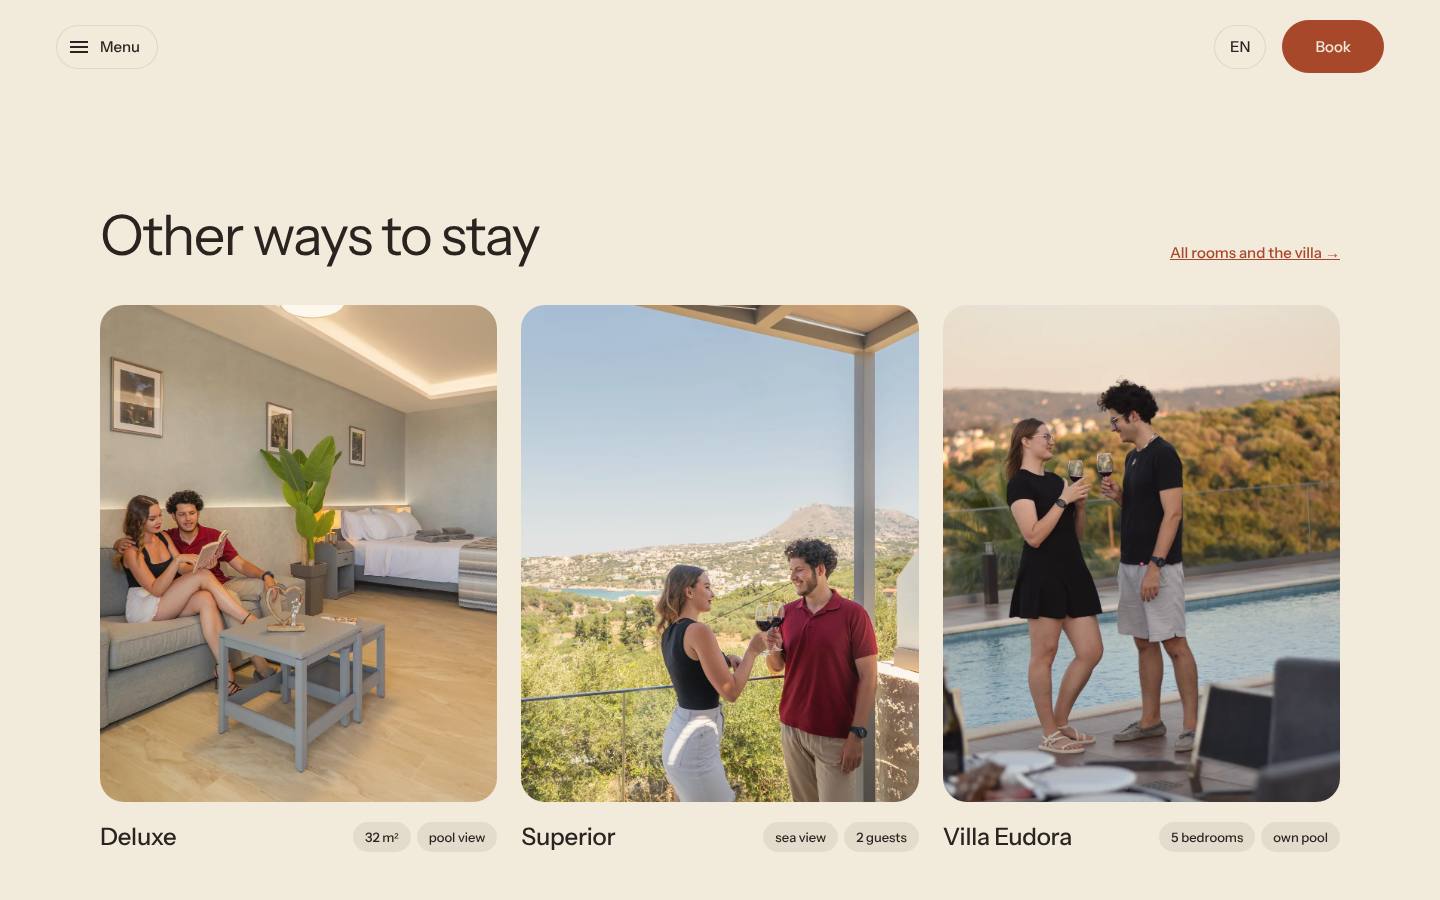 Menu
EN
Book
Other ways to stay
All rooms and the villa →
Deluxe
32 m²
pool view
Superior
sea view
2 guests
Villa Eudora
5 bedrooms
own pool